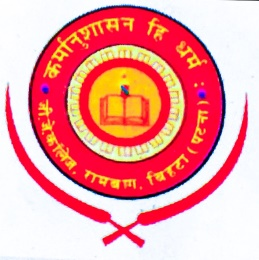 कर्मानुशासन हि धर्म :
जी.जे.कॉलेज, रामबाग, बिहटा (पटना)